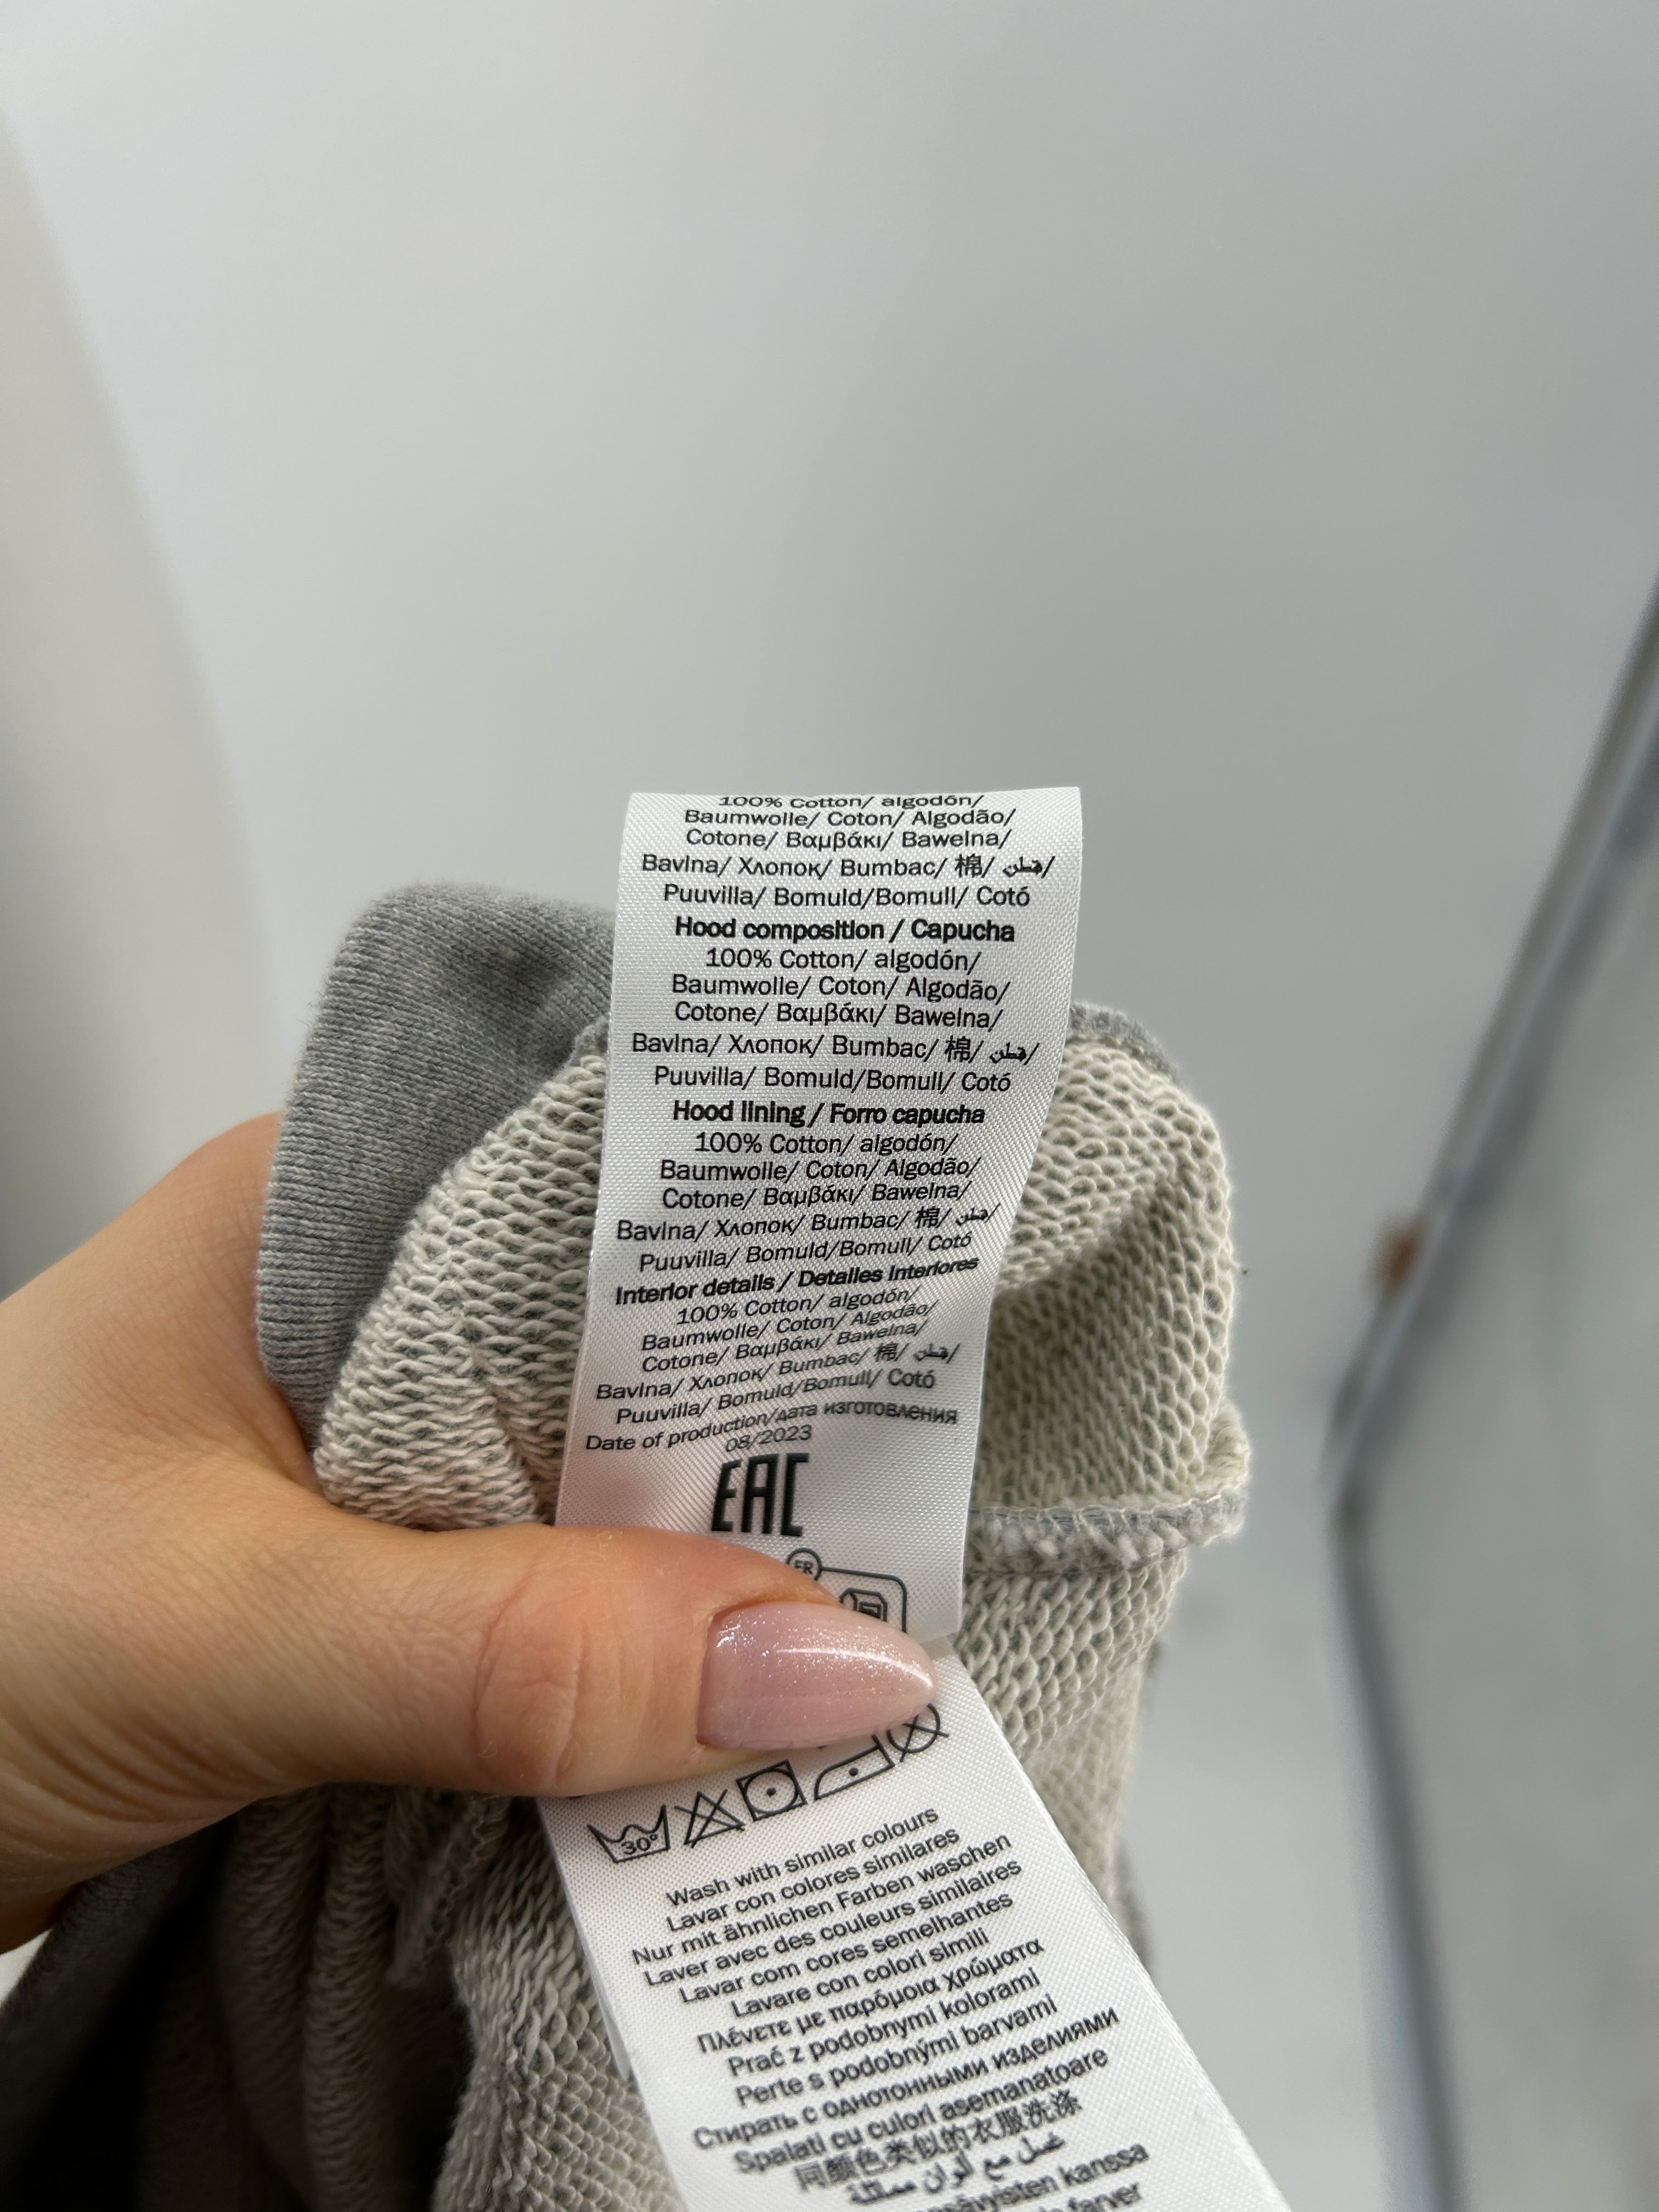 100% Cotton/ algodón/
Baumwolle/ Coton/ Algodão/
Cotone/ Βαμβάκι/ Bawelna/
Bavlna/ Хлопок/ Bumbac/ 棉/ قطن/
Puuvilla/ Bomuld/Bomull/ Cotó
Hood composition / Capucha
100% Cotton/ algodón/
Baumwolle/ Coton/ Algodão/
Cotone/ Βαμβάκι/ Bawelna/
Bavlna/ Хлопок/ Bumbac/ 棉/ قطن/
Puuvilla/ Bomuld/Bomull/ Cotó
Hood lining / Forro capucha
100% Cotton/ algodón/
Baumwolle/ Coton/ Algodão/
Cotone/ Βαμβάκι/ Bawelna/
Bavlna/ Хлопок/ Bumbac/ 棉/ قطن/
Puuvilla/ Bomuld/Bomull/ Cotó
Interior details / Detalles interiores
100% Cotton/ algodón/
Baumwolle/ Coton/ Algodão/
Cotone/ Βαμβάκι/ Bawelna/
Bavlna/ Хлопок/ Bumbac/ 棉/ قطن/
Puuvilla/ Bomuld/Bomull/ Cotó
Date of production/дата изготовления
08/2023
EAC
FR
30°
Wash with similar colours
Lavar con colores similares
Nur mit ähnlichen Farben waschen
Laver avec des couleurs similaires
Lavar com cores semelhantes
Lavare con colori simili
Πλένετε με παρόμοια χρώματα
Prać z podobnymi kolorami
Perte s podobnými barvami
Стирать с однотонными изделиями
Spalati cu culori asemanatoare
同颜色类似的衣服洗涤
غسل مع ألوان مماثلة
kanssa
farver